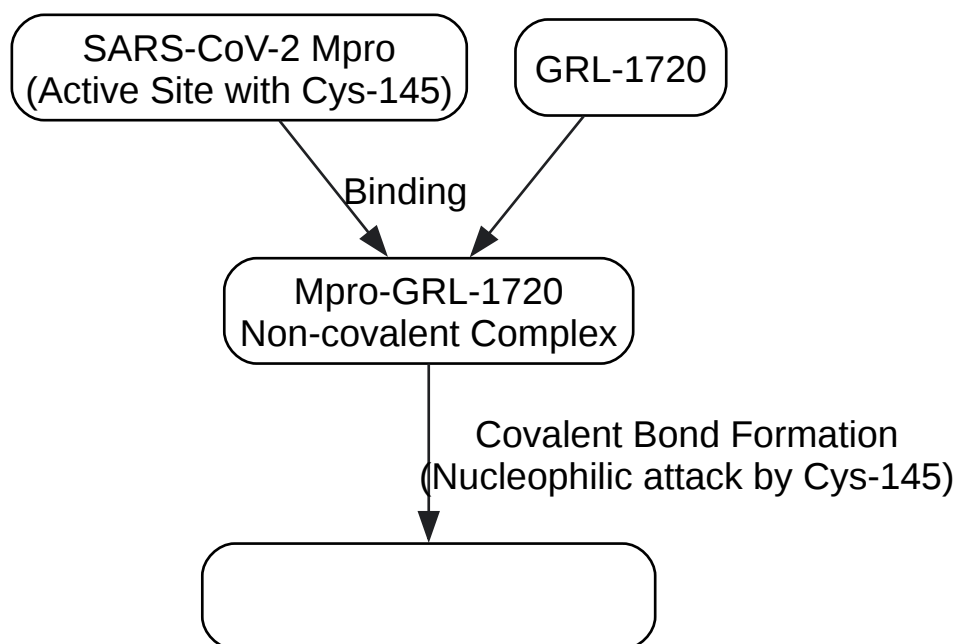 SARS-CoV-2 Mpro
(Active Site with Cys-145)
GRL-1720
Binding
Mpro-GRL-1720
Non-covalent Complex
Covalent Bond Formation
(Nucleophilic attack by Cys-145)